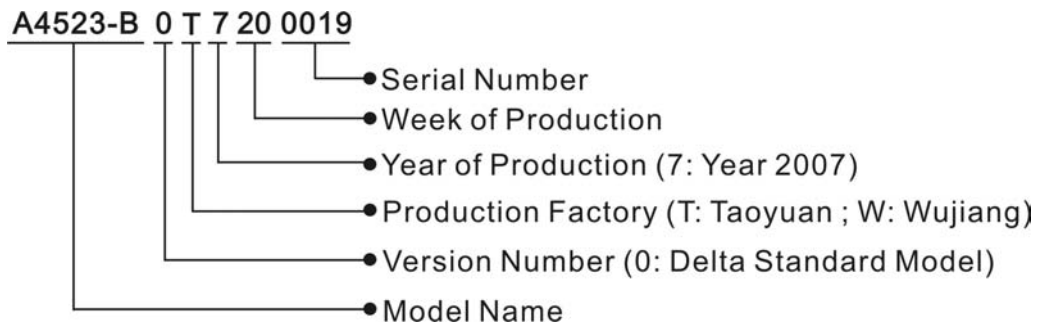 A4523-B 0 T 7 20 0019
Serial Number
Week of Production
Year of Production (7: Year 2007)
Production Factory (T: Taoyuan ; W: Wujiang)
Version Number (0: Delta Standard Model)
Model Name